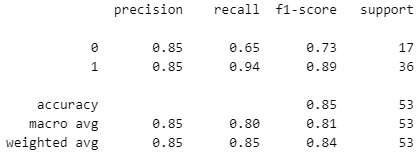 precision recall f1-score support
0 0.85 0.65 0.73 17
1 0.85 0.94 0.89 36
accuracy 0.85 53
macro avg 0.85 0.80 0.81 53
weighted avg 0.85 0.85 0.84 53